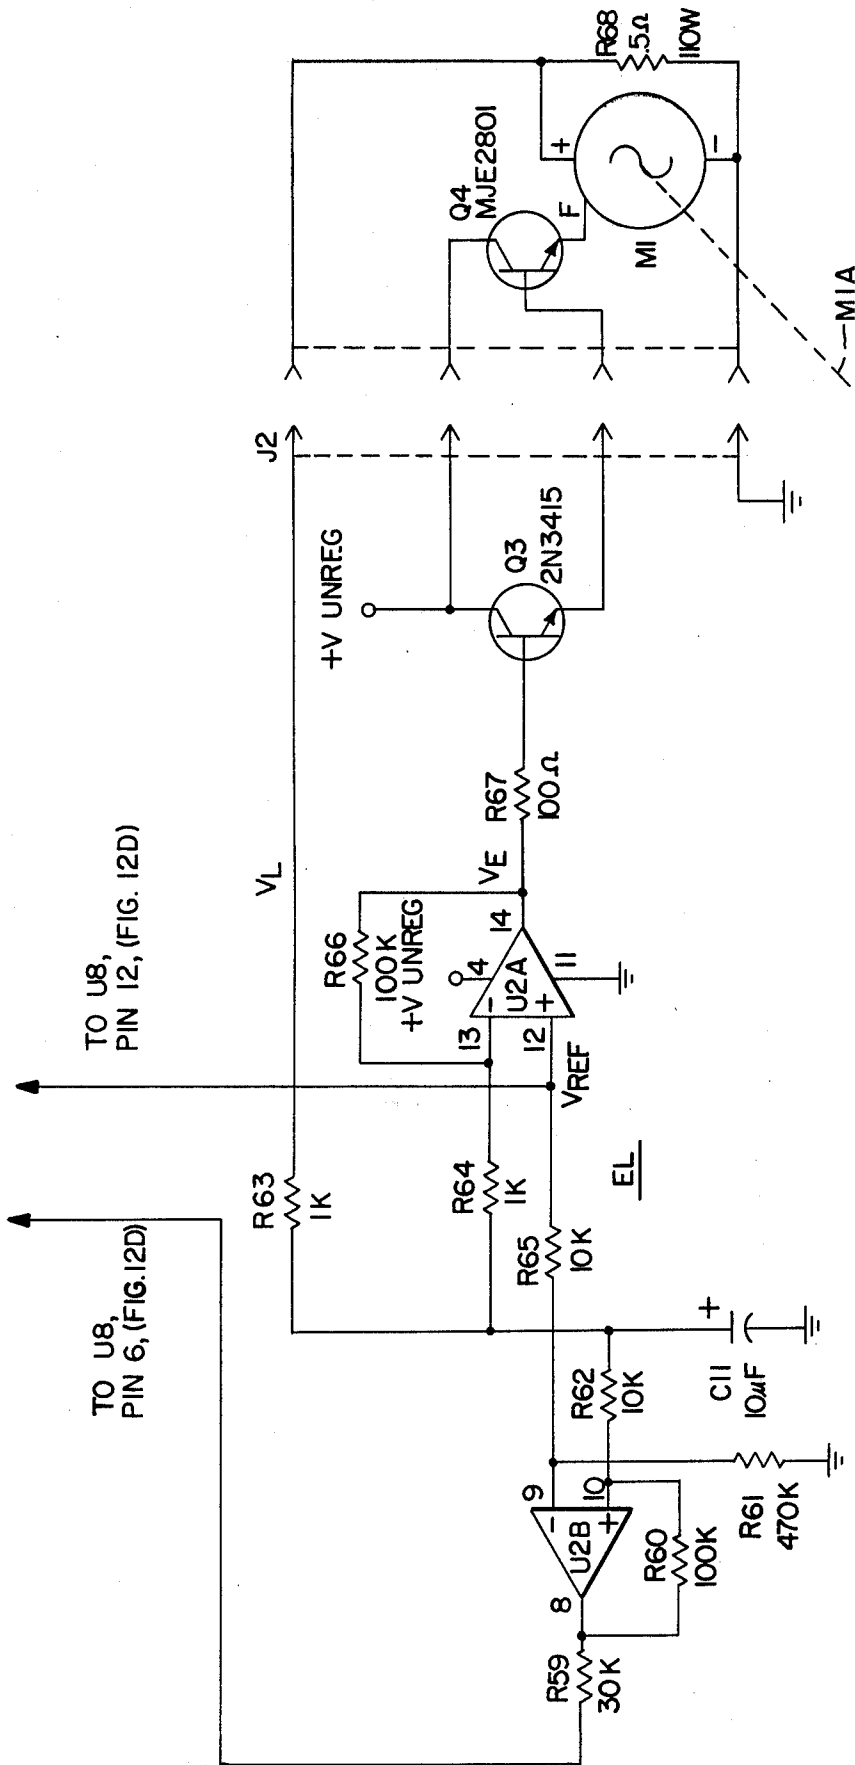 R68
.5Ω
110W
+
-
Q4
MJE2801
F
M1
M1A
J2
+V UNREG
Q3
2N3415
VL
R67
100Ω
VE
TO U8,
PIN 12, (FIG. 12D)
R66
100K
+V UNREG
4
14
U2A
11
13
-
12
+
VREF
R63
1K
R64
1K
EL
R65
10K
TO U8,
PIN 6, (FIG.12D)
+
C11
10µF
R62
10K
9
-
10
+
U2B
8
R60
100K
R61
470K
R59
30K